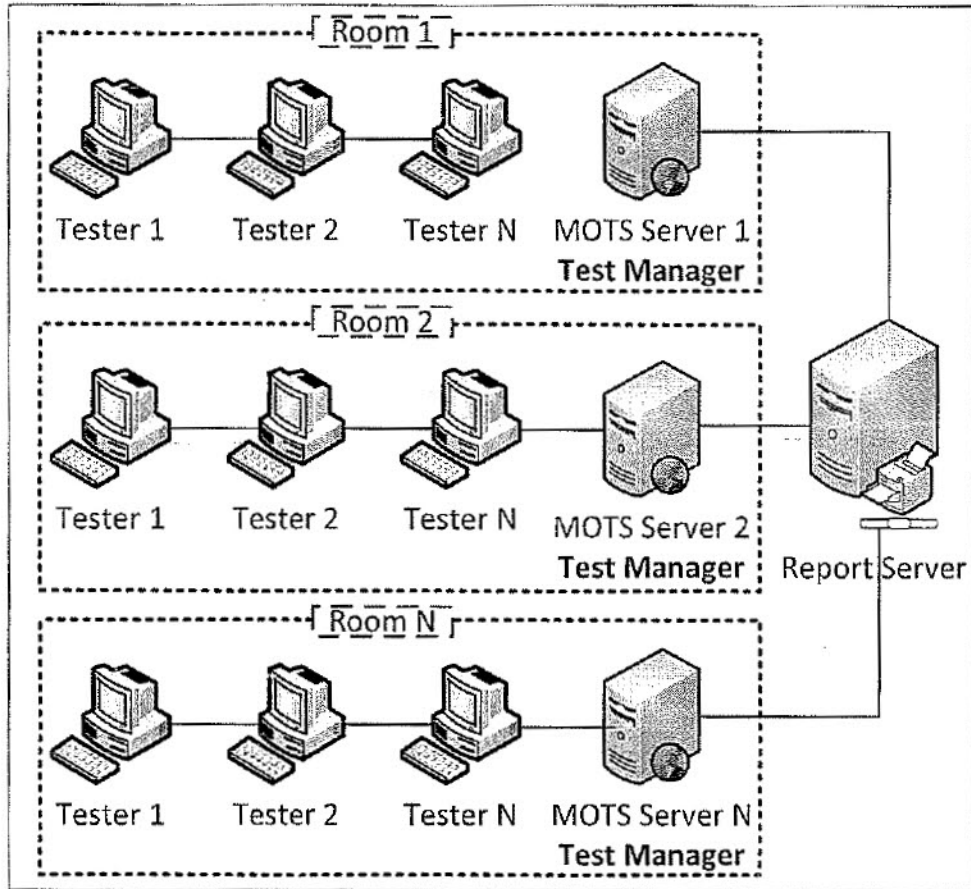 Room 1
Tester 1 Tester 2 Tester N MOTS Server 1
Test Manager
Room 2
Tester 1 Tester 2 Tester N MOTS Server 2
Test Manager
Report Server
Room N
Tester 1 Tester 2 Tester N MOTS Server N
Test Manager